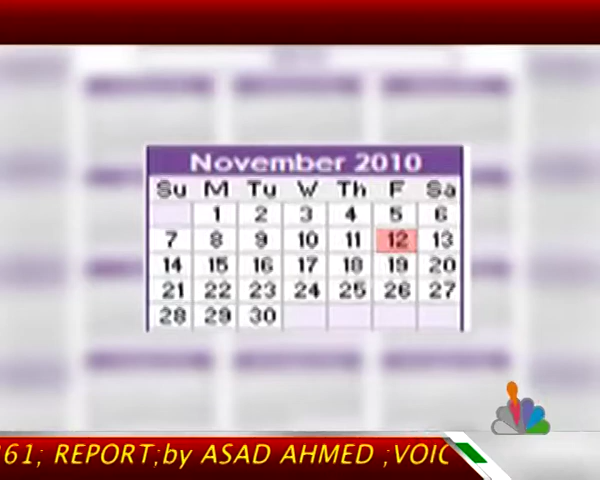 November 2010
Su M Tu W Th F Sa
1 2 3 4 5 6
7 8 9 10 11 12 13
14 15 16 17 18 19 20
21 22 23 24 25 26 27
28 29 30
361; REPORT;by ASAD AHMED ;VOIC